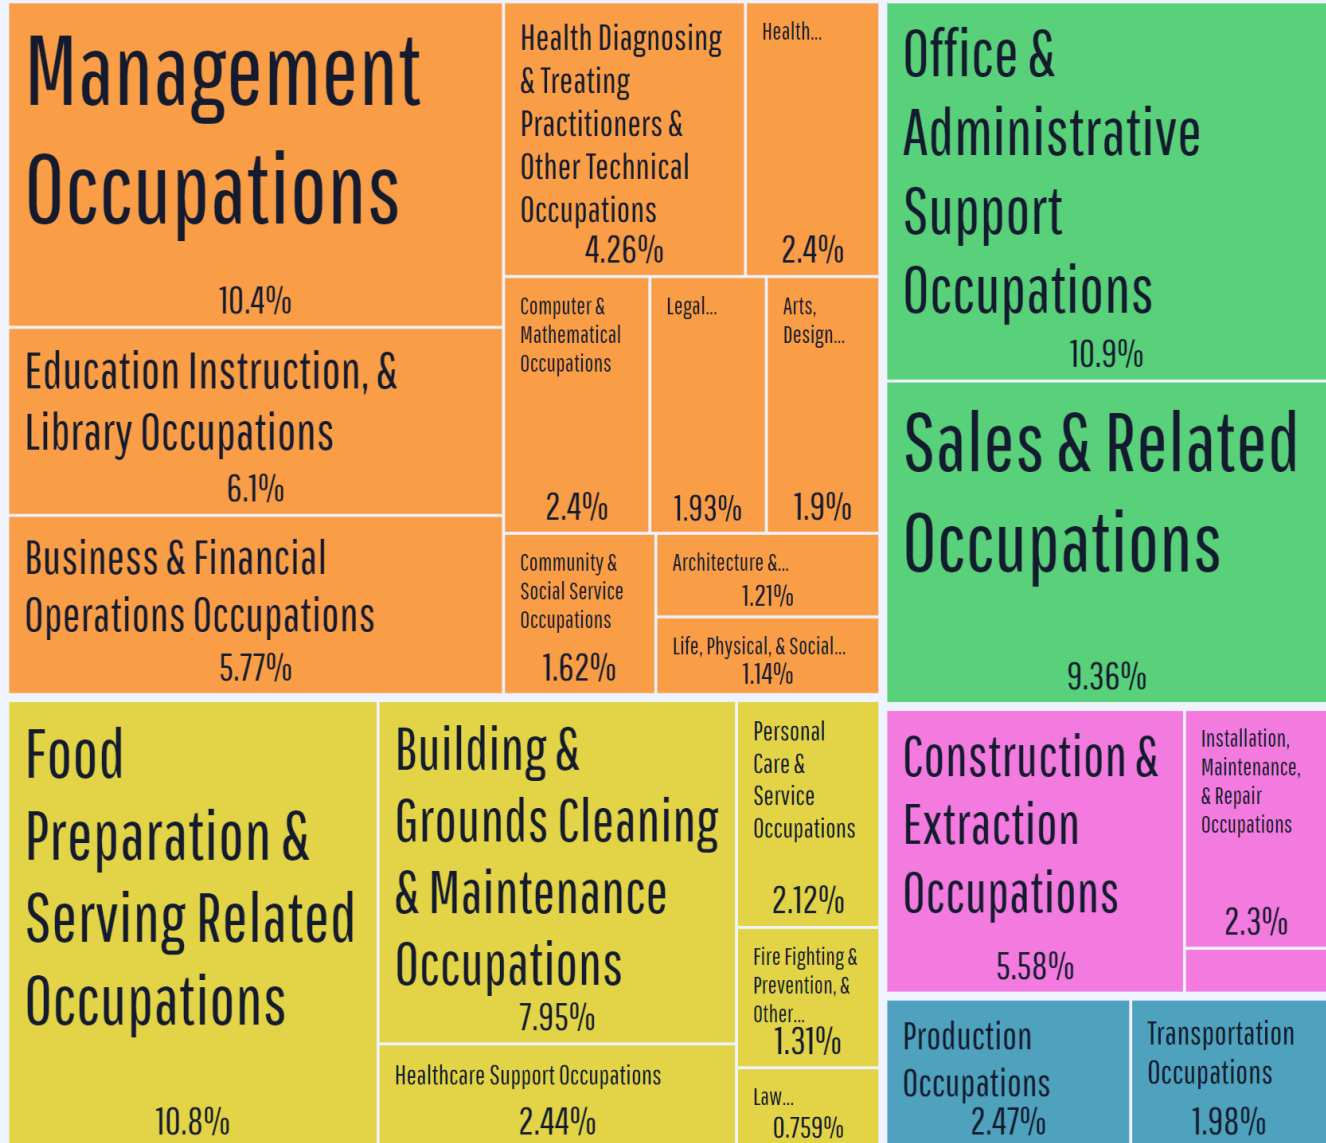 Management
Occupations
10.4%
Education Instruction, &
Library Occupations
6.1%
Business & Financial
Operations Occupations
5.77%
Health Diagnosing
& Treating
Practitioners &
Other Technical
Occupations
4.26%
Health...
2.4%
Computer &
Mathematical
Occupations
2.4%
Legal...
1.93%
Arts,
Design...
1.9%
Community &
Social Service
Occupations
1.62%
Architecture &...
1.21%
Life, Physical, & Social...
1.14%
Office &
Administrative
Support
Occupations
10.9%
Sales & Related
Occupations
9.36%
Food
Preparation &
Serving Related
Occupations
10.8%
Building &
Grounds Cleaning
& Maintenance
Occupations
7.95%
Healthcare Support Occupations
2.44%
Personal
Care &
Service
Occupations
2.12%
Fire Fighting &
Prevention, &
Other...
1.31%
Law...
0.759%
Construction &
Extraction
Occupations
5.58%
Installation,
Maintenance,
& Repair
Occupations
2.3%
Production
Occupations
2.47%
Transportation
Occupations
1.98%